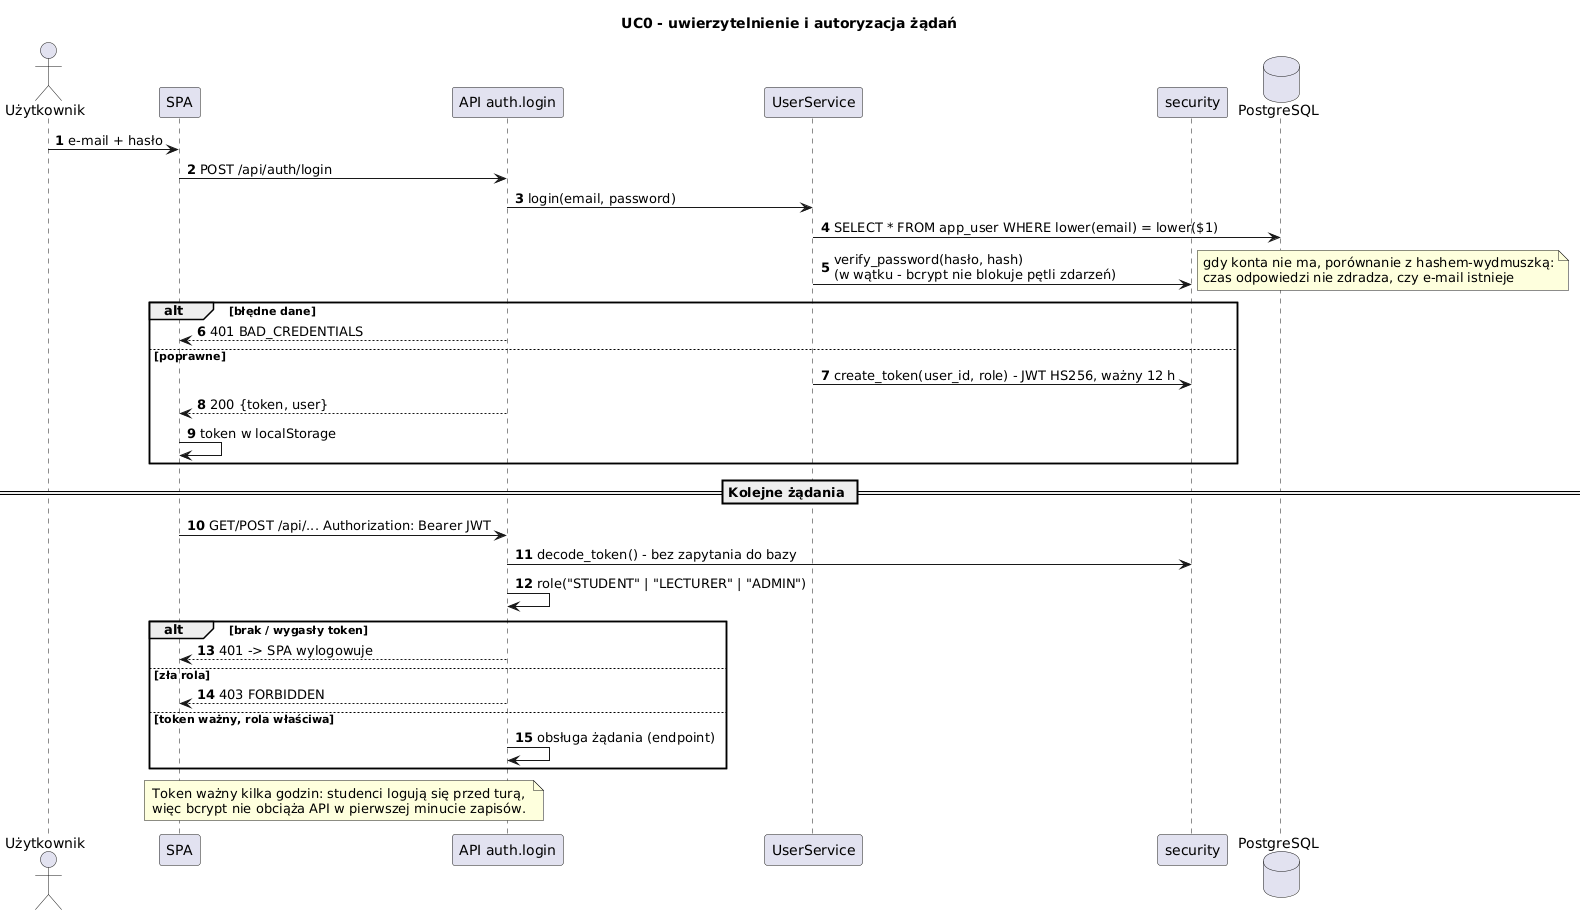 UC0 - uwierzytelnienie i autoryzacja żądań
Użytkownik
SPA
API auth.login
UserService
security
PostgreSQL
1 e-mail + hasło
2 POST /api/auth/login
3 login(email, password)
4 SELECT * FROM app_user WHERE lower(email) = lower($1)
5 verify_password(hasło, hash)
(w wątku - bcrypt nie blokuje pętli zdarzeń)
gdy konta nie ma, porównanie z hashem-wydmuszką:
czas odpowiedzi nie zdradza, czy e-mail istnieje
alt [błędne dane]
6 401 BAD_CREDENTIALS
[poprawne]
7 create_token(user_id, role) - JWT HS256, ważny 12 h
8 200 {token, user}
9 token w localStorage
Kolejne żądania
10 GET/POST /api/... Authorization: Bearer JWT
11 decode_token() - bez zapytania do bazy
12 role("STUDENT" | "LECTURER" | "ADMIN")
alt [brak / wygasły token]
13 401 -> SPA wylogowuje
[zła rola]
14 403 FORBIDDEN
[token ważny, rola właściwa]
15 obsługa żądania (endpoint)
Token ważny kilka godzin: studenci logują się przed turą,
więc bcrypt nie obciąża API w pierwszej minucie zapisów.
Użytkownik
SPA
API auth.login
UserService
security
PostgreSQL